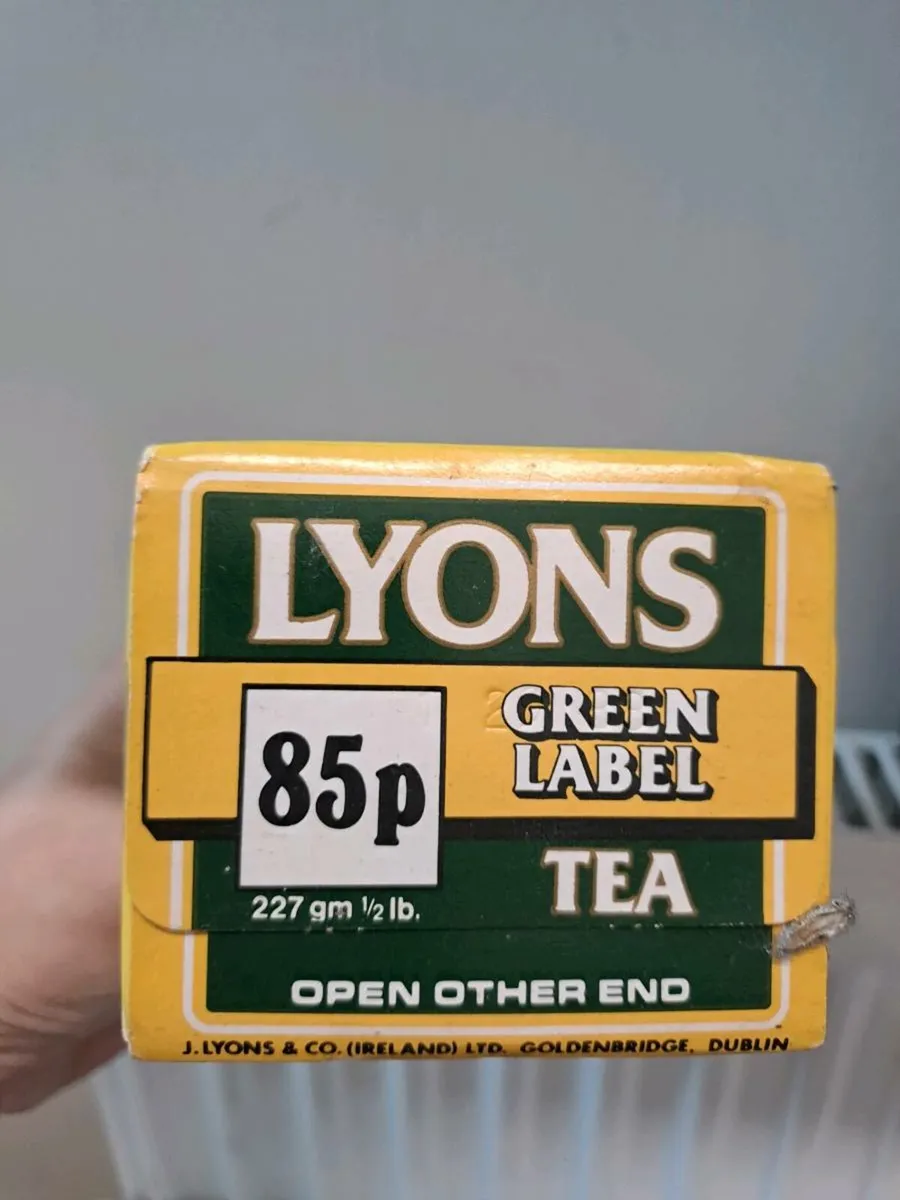 LYONS
GREEN
LABEL
85p
TEA
227 gm ½ lb.
OPEN OTHER END
J. LYONS & CO. (IRELAND) LTD. GOLDENBRIDGE, DUBLIN